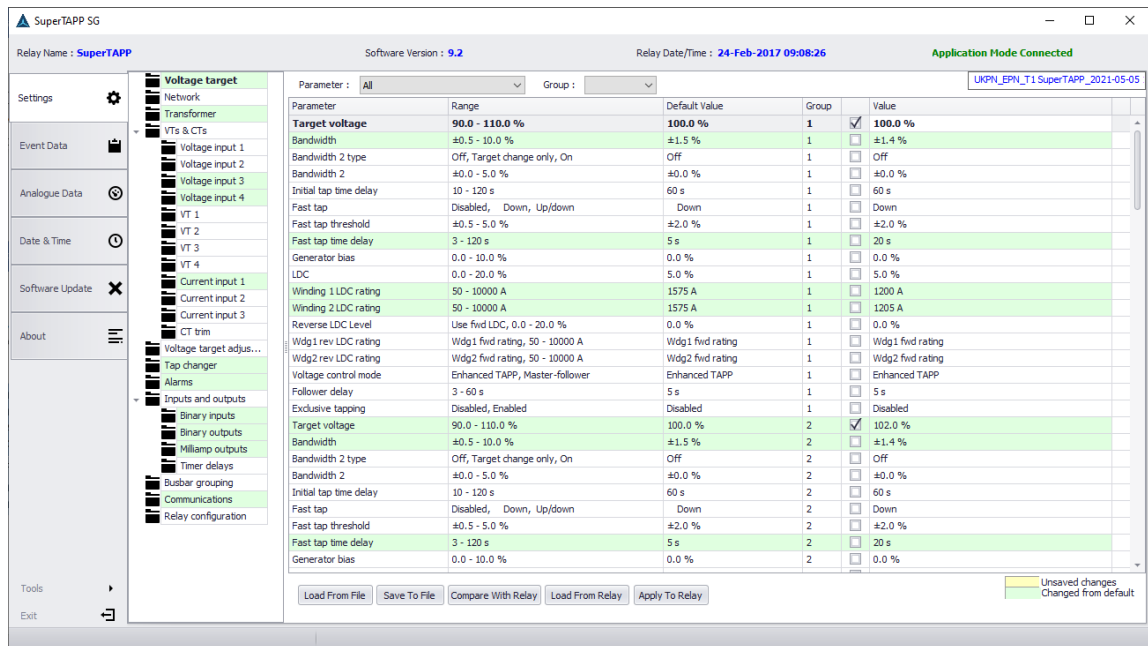 SuperTAPP SG
Relay Name : SuperTAPP Software Version : 9.2 Relay Date/Time : 24-Feb-2017 09:08:26 Application Mode Connected
Settings
Event Data
Analogue Data
Date & Time
Software Update
About
Tools
Exit
Voltage target
Network
Transformer
VTs & CTs
Voltage input 1
Voltage input 2
Voltage input 3
Voltage input 4
VT 1
VT 2
VT 3
VT 4
Current input 1
Current input 2
Current input 3
CT trim
Voltage target adjus...
Tap changer
Alarms
Inputs and outputs
Binary inputs
Binary outputs
Milliamp outputs
Timer delays
Busbar grouping
Communications
Relay configuration
Parameter : All Group :
UKPN_EPN_T1 SuperTAPP_2021-05-05
Parameter Range Default Value Group Value
Target voltage 90.0 - 110.0 % 100.0 % 1 100.0 %
Bandwidth ±0.5 - 10.0 % ±1.5 % 1 ±1.4 %
Bandwidth 2 type Off, Target change only, On Off 1 Off
Bandwidth 2 ±0.0 - 5.0 % ±0.0 % 1 ±0.0 %
Initial tap time delay 10 - 120 s 60 s 1 60 s
Fast tap Disabled, Down, Up/down Down 1 Down
Fast tap threshold ±0.5 - 5.0 % ±2.0 % 1 ±2.0 %
Fast tap time delay 3 - 120 s 5 s 1 20 s
Generator bias 0.0 - 10.0 % 0.0 % 1 0.0 %
LDC 0.0 - 20.0 % 5.0 % 1 5.0 %
Winding 1 LDC rating 50 - 10000 A 1575 A 1 1200 A
Winding 2 LDC rating 50 - 10000 A 1575 A 1 1205 A
Reverse LDC Level Use fwd LDC, 0.0 - 20.0 % 0.0 % 1 0.0 %
Wdg1 rev LDC rating Wdg1 fwd rating, 50 - 10000 A Wdg1 fwd rating 1 Wdg1 fwd rating
Wdg2 rev LDC rating Wdg2 fwd rating, 50 - 10000 A Wdg2 fwd rating 1 Wdg2 fwd rating
Voltage control mode Enhanced TAPP, Master-follower Enhanced TAPP 1 Enhanced TAPP
Follower delay 3 - 60 s 5 s 1 5 s
Exclusive tapping Disabled, Enabled Disabled 1 Disabled
Target voltage 90.0 - 110.0 % 100.0 % 2 102.0 %
Bandwidth ±0.5 - 10.0 % ±1.5 % 2 ±1.4 %
Bandwidth 2 type Off, Target change only, On Off 2 Off
Bandwidth 2 ±0.0 - 5.0 % ±0.0 % 2 ±0.0 %
Initial tap time delay 10 - 120 s 60 s 2 60 s
Fast tap Disabled, Down, Up/down Down 2 Down
Fast tap threshold ±0.5 - 5.0 % ±2.0 % 2 ±2.0 %
Fast tap time delay 3 - 120 s 5 s 2 20 s
Generator bias 0.0 - 10.0 % 0.0 % 2 0.0 %
Load From File Save To File Compare With Relay Load From Relay Apply To Relay
Unsaved changes
Changed from default